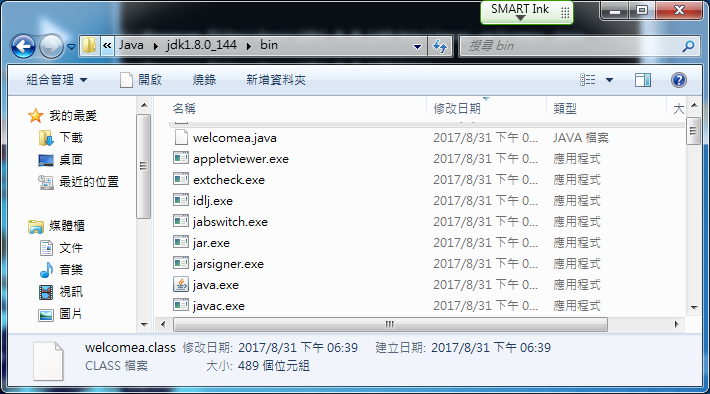 SMART Ink
« Java ▸ jdk1.8.0_144 ▸ bin
搜尋 bin
組合管理 開啟 燒錄 新增資料夾
我的最愛
下載
桌面
最近的位置
媒體櫃
文件
音樂
視訊
圖片
名稱 修改日期 類型 大
welcomea.java 2017/8/31 下午 0... JAVA 檔案
appletviewer.exe 2017/8/31 下午 0... 應用程式
extcheck.exe 2017/8/31 下午 0... 應用程式
idlj.exe 2017/8/31 下午 0... 應用程式
jabswitch.exe 2017/8/31 下午 0... 應用程式
jar.exe 2017/8/31 下午 0... 應用程式
jarsigner.exe 2017/8/31 下午 0... 應用程式
java.exe 2017/8/31 下午 0... 應用程式
javac.exe 2017/8/31 下午 0... 應用程式
welcomea.class 修改日期: 2017/8/31 下午 06:39 建立日期: 2017/8/31 下午 06:39
CLASS 檔案 大小: 489 個位元組